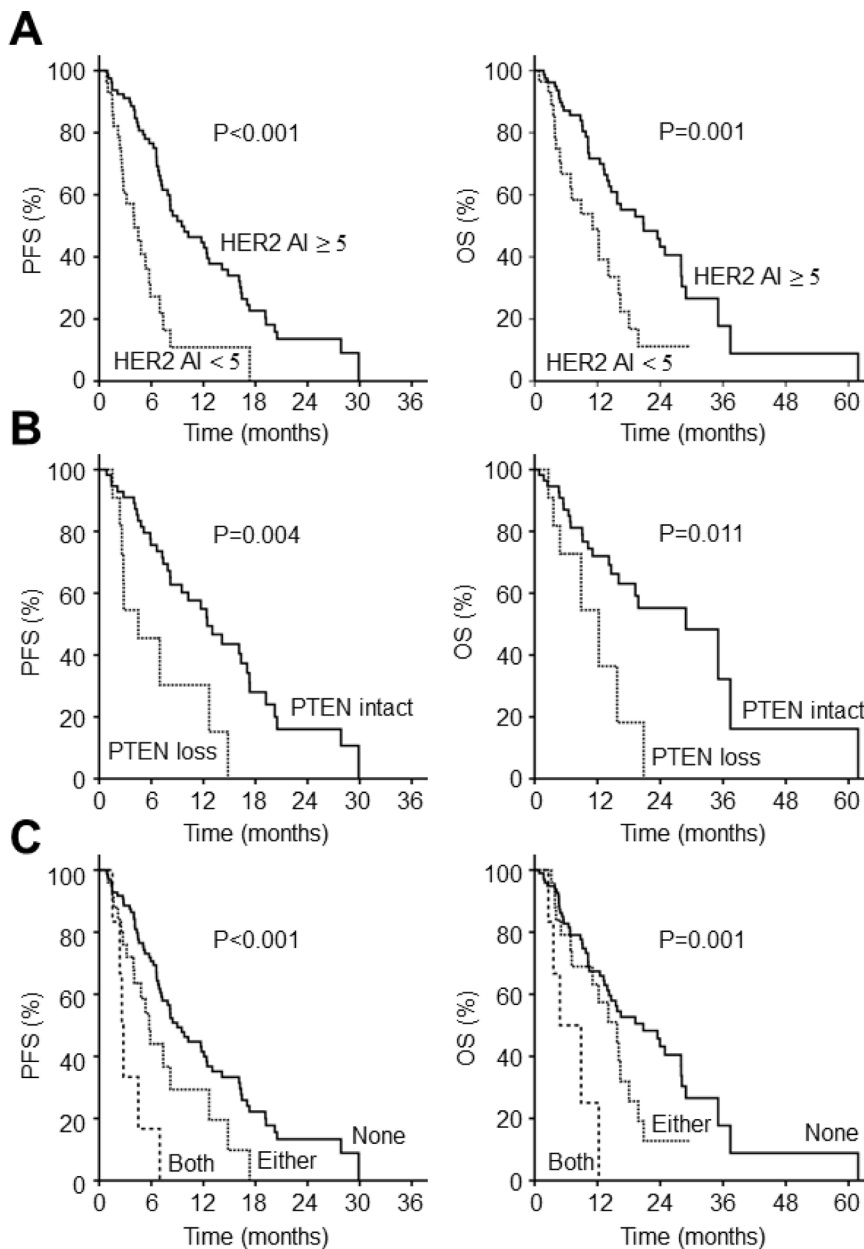 A
100
80
60
40
20
0
PFS (%)
P<0.001
HER2 AI ≥ 5
HER2 AI < 5
0 6 12 18 24 30 36
Time (months)
100
80
60
40
20
0
OS (%)
P=0.001
HER2 AI ≥ 5
HER2 AI < 5
0 12 24 36 48 60
Time (months)
B
100
80
60
40
20
0
PFS (%)
P=0.004
PTEN intact
PTEN loss
0 6 12 18 24 30 36
Time (months)
100
80
60
40
20
0
OS (%)
P=0.011
PTEN intact
PTEN loss
0 12 24 36 48 60
Time (months)
C
100
80
60
40
20
0
PFS (%)
P<0.001
None
Both Either
0 6 12 18 24 30 36
Time (months)
100
80
60
40
20
0
OS (%)
P=0.001
Either None
Both
0 12 24 36 48 60
Time (months)